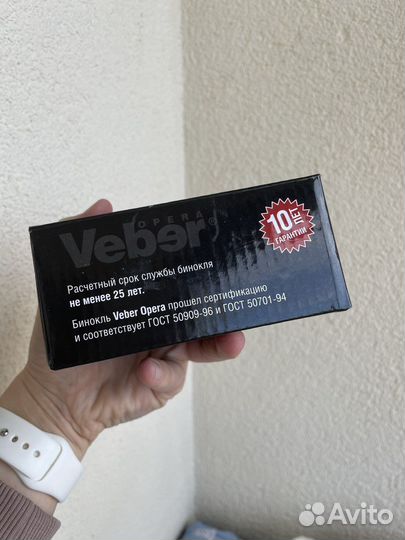 OPERA
Veber®
10 ЛЕТ
ГАРАНТИИ
Расчетный срок службы бинокля
не менее 25 лет.
Бинокль Veber Opera прошел сертификацию
и соответствует ГОСТ 50909-96 и ГОСТ 50701-94
Avito